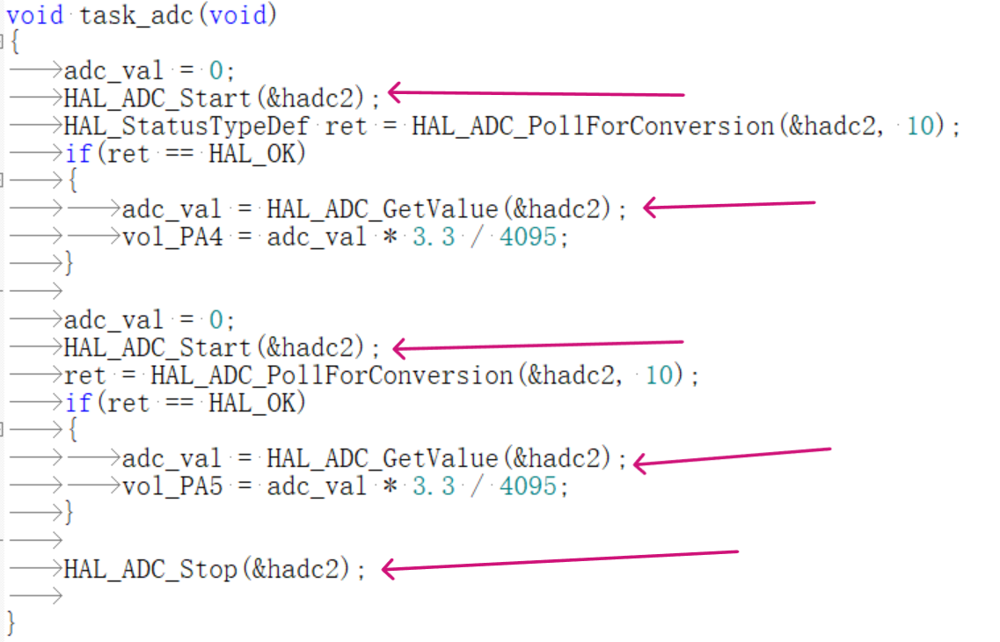 void task_adc(void)
{
adc_val = 0;
HAL_ADC_Start(&hadc2);
HAL_StatusTypeDef ret = HAL_ADC_PollForConversion(&hadc2, 10);
if(ret == HAL_OK)
{
adc_val = HAL_ADC_GetValue(&hadc2);
vol_PA4 = adc_val * 3.3 / 4095;
}
adc_val = 0;
HAL_ADC_Start(&hadc2);
ret = HAL_ADC_PollForConversion(&hadc2, 10);
if(ret == HAL_OK)
{
adc_val = HAL_ADC_GetValue(&hadc2);
vol_PA5 = adc_val * 3.3 / 4095;
}
HAL_ADC_Stop(&hadc2);
}